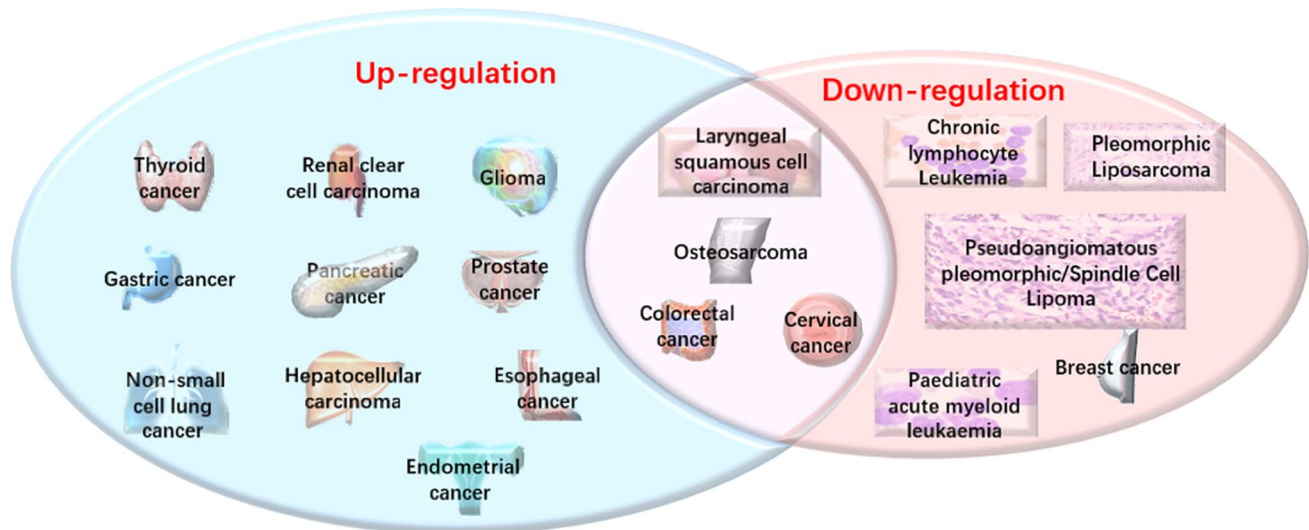 Up-regulation
Down-regulation
Thyroid
cancer
Renal clear
cell carcinoma
Glioma
Gastric cancer
Pancreatic
cancer
Prostate
cancer
Non-small
cell lung
cancer
Hepatocellular
carcinoma
Esophageal
cancer
Endometrial
cancer
Laryngeal
squamous cell
carcinoma
Osteosarcoma
Colorectal
cancer
Cervical
cancer
Chronic
lymphocyte
Leukemia
Pleomorphic
Liposarcoma
Pseudoangiomatous
pleomorphic/Spindle Cell
Lipoma
Breast cancer
Paediatric
acute myeloid
leukaemia